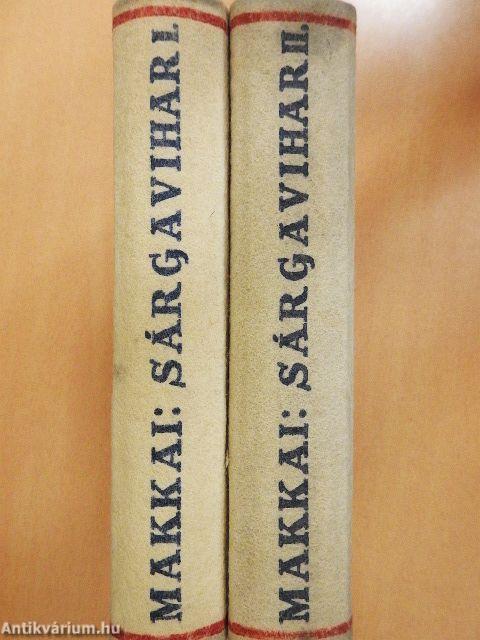 MAKKAI: SÁRGAVIHAR I.
MAKKAI: SÁRGAVIHAR II.
Antikvárium.hu